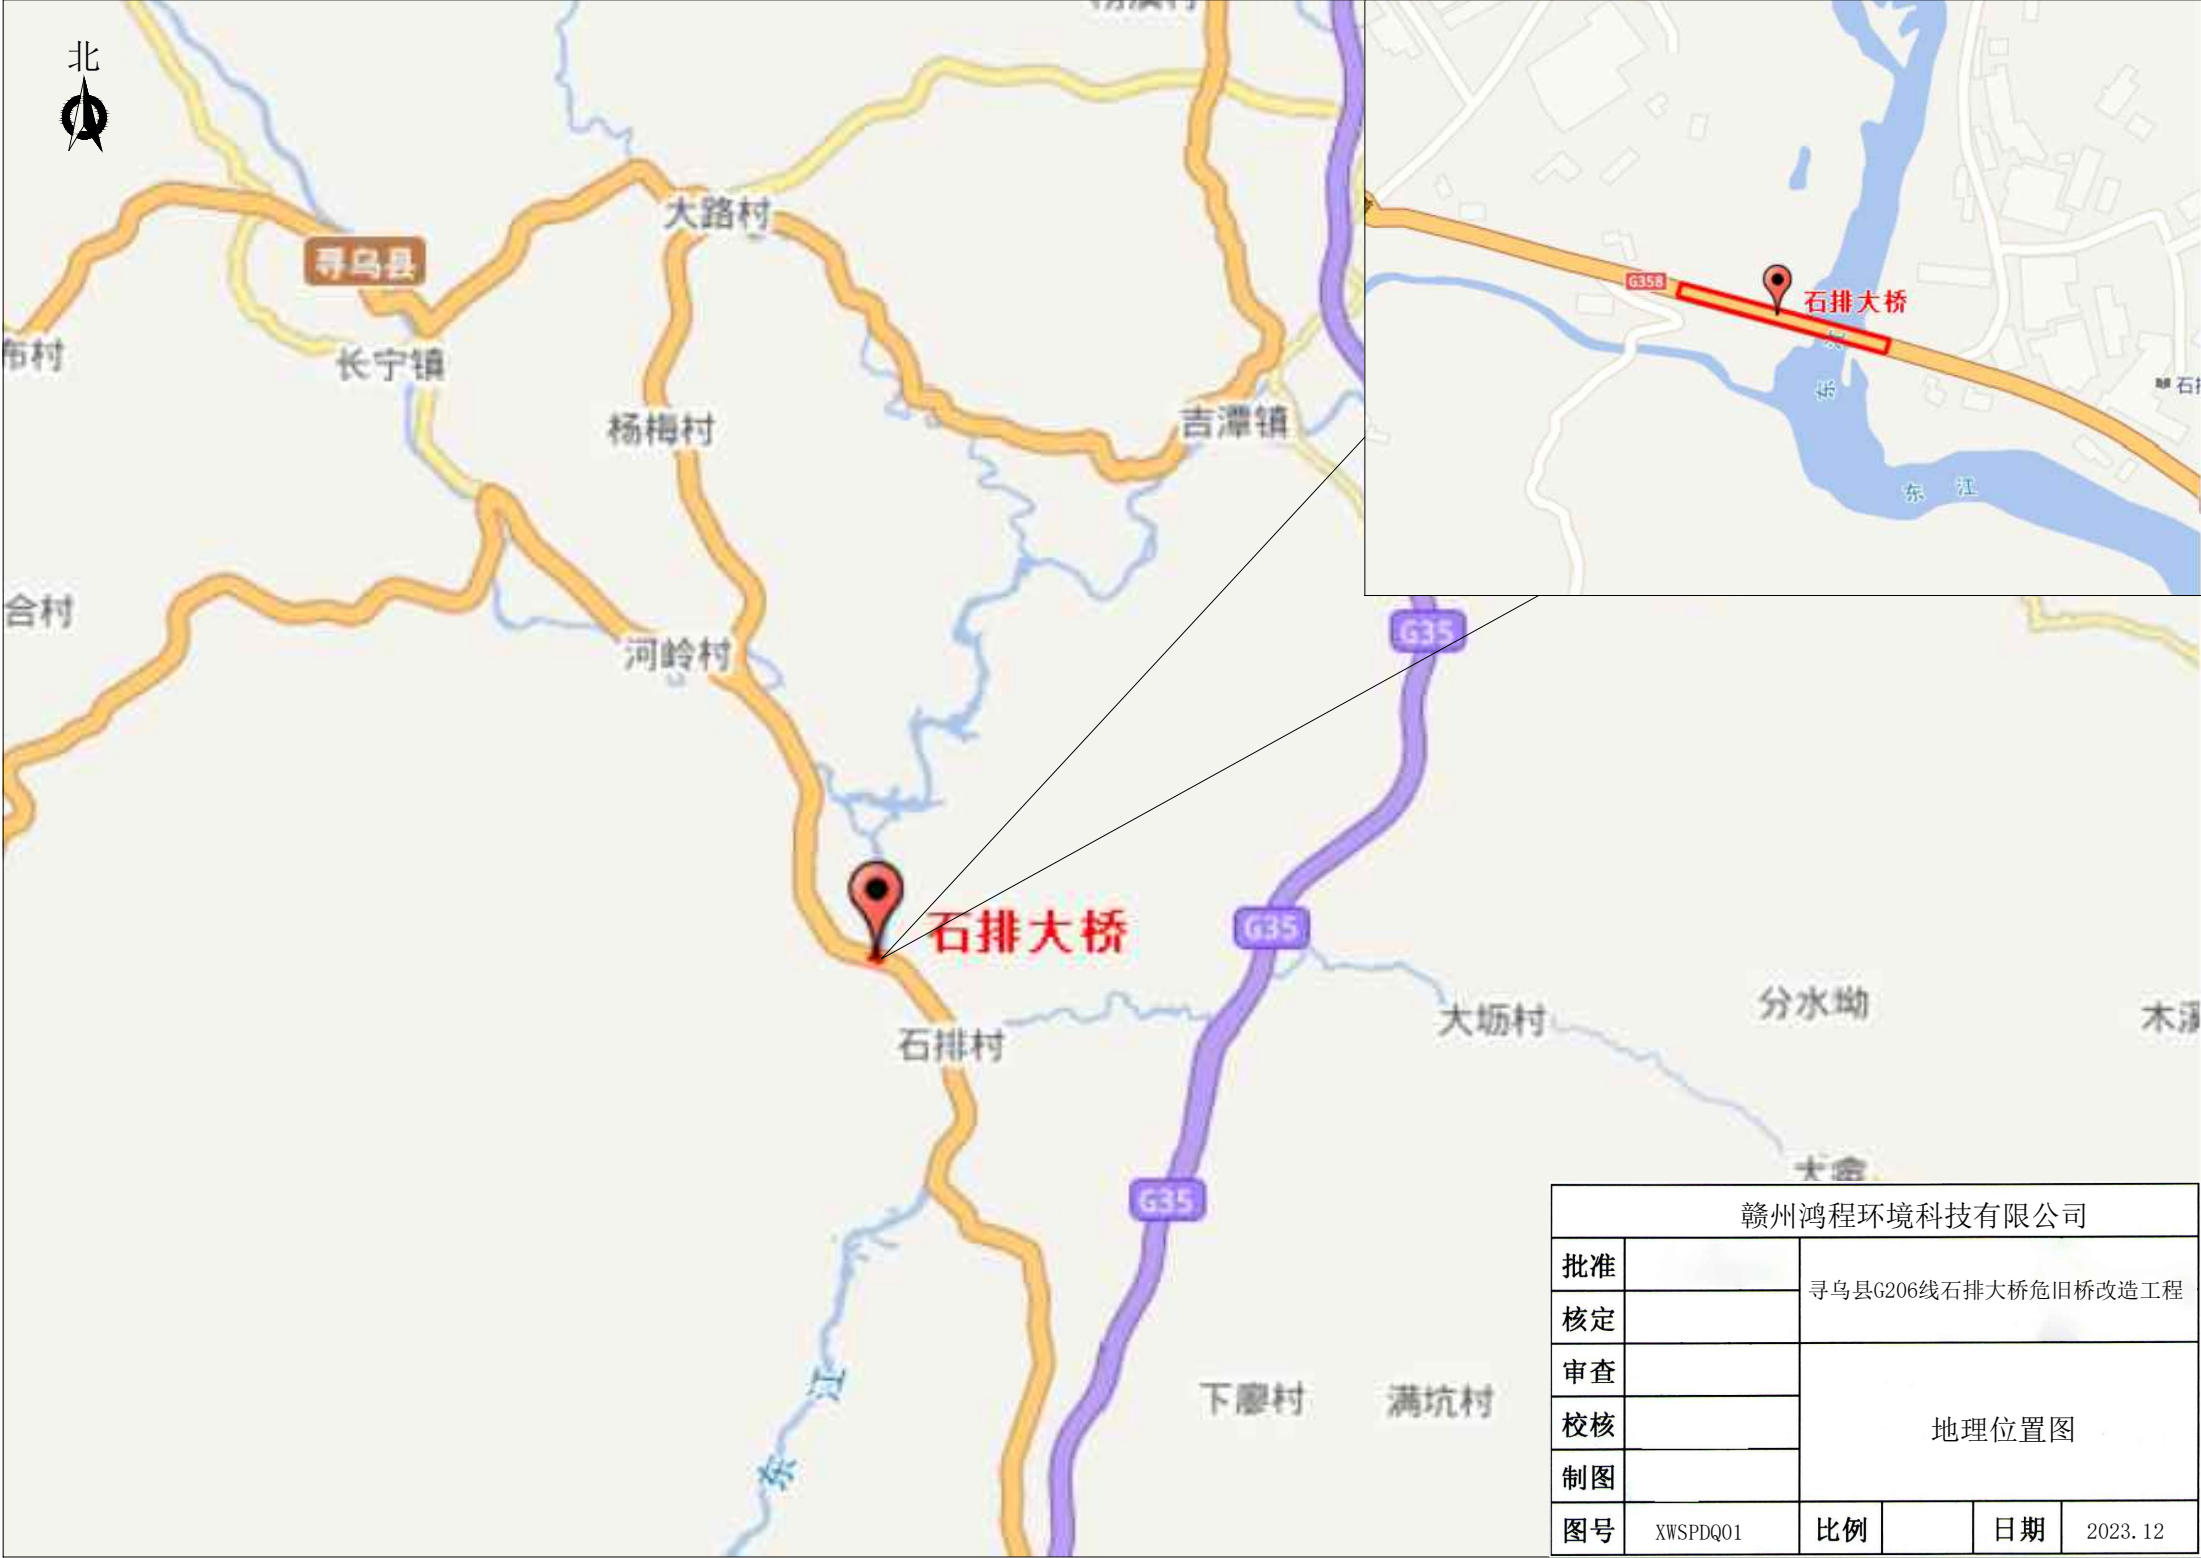 北
寻乌县
大路村
布村
长宁镇
杨梅村
吉潭镇
合村
河岭村
G35
石排大桥
G35
石排村
大坜村
分水坳
G35
下廖村
满坑村
东江
G358
石排大桥
东江
赣州鸿程环境科技有限公司
批准
寻乌县G206线石排大桥危旧桥改造工程
核定
审查
地理位置图
校核
制图
图号 XWSPDQ01 比例 日期 2023.12